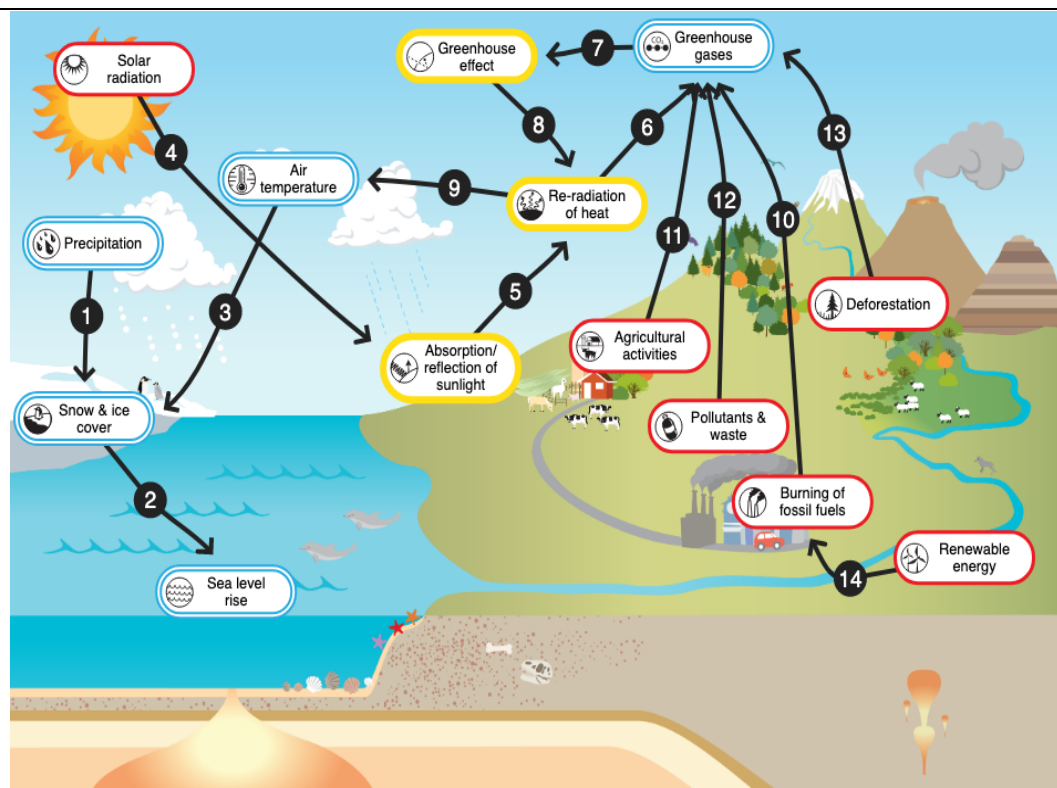 Solar
radiation
Greenhouse
effect
7
CO₂
Greenhouse
gases
4
8
6
13
Air
temperature
9
Re-radiation
of heat
12
10
11
Precipitation
1
3
5
Deforestation
Absorption/
reflection of
sunlight
Agricultural
activities
Snow & ice
cover
Pollutants &
waste
2
Burning of
fossil fuels
Sea level
rise
14
Renewable
energy